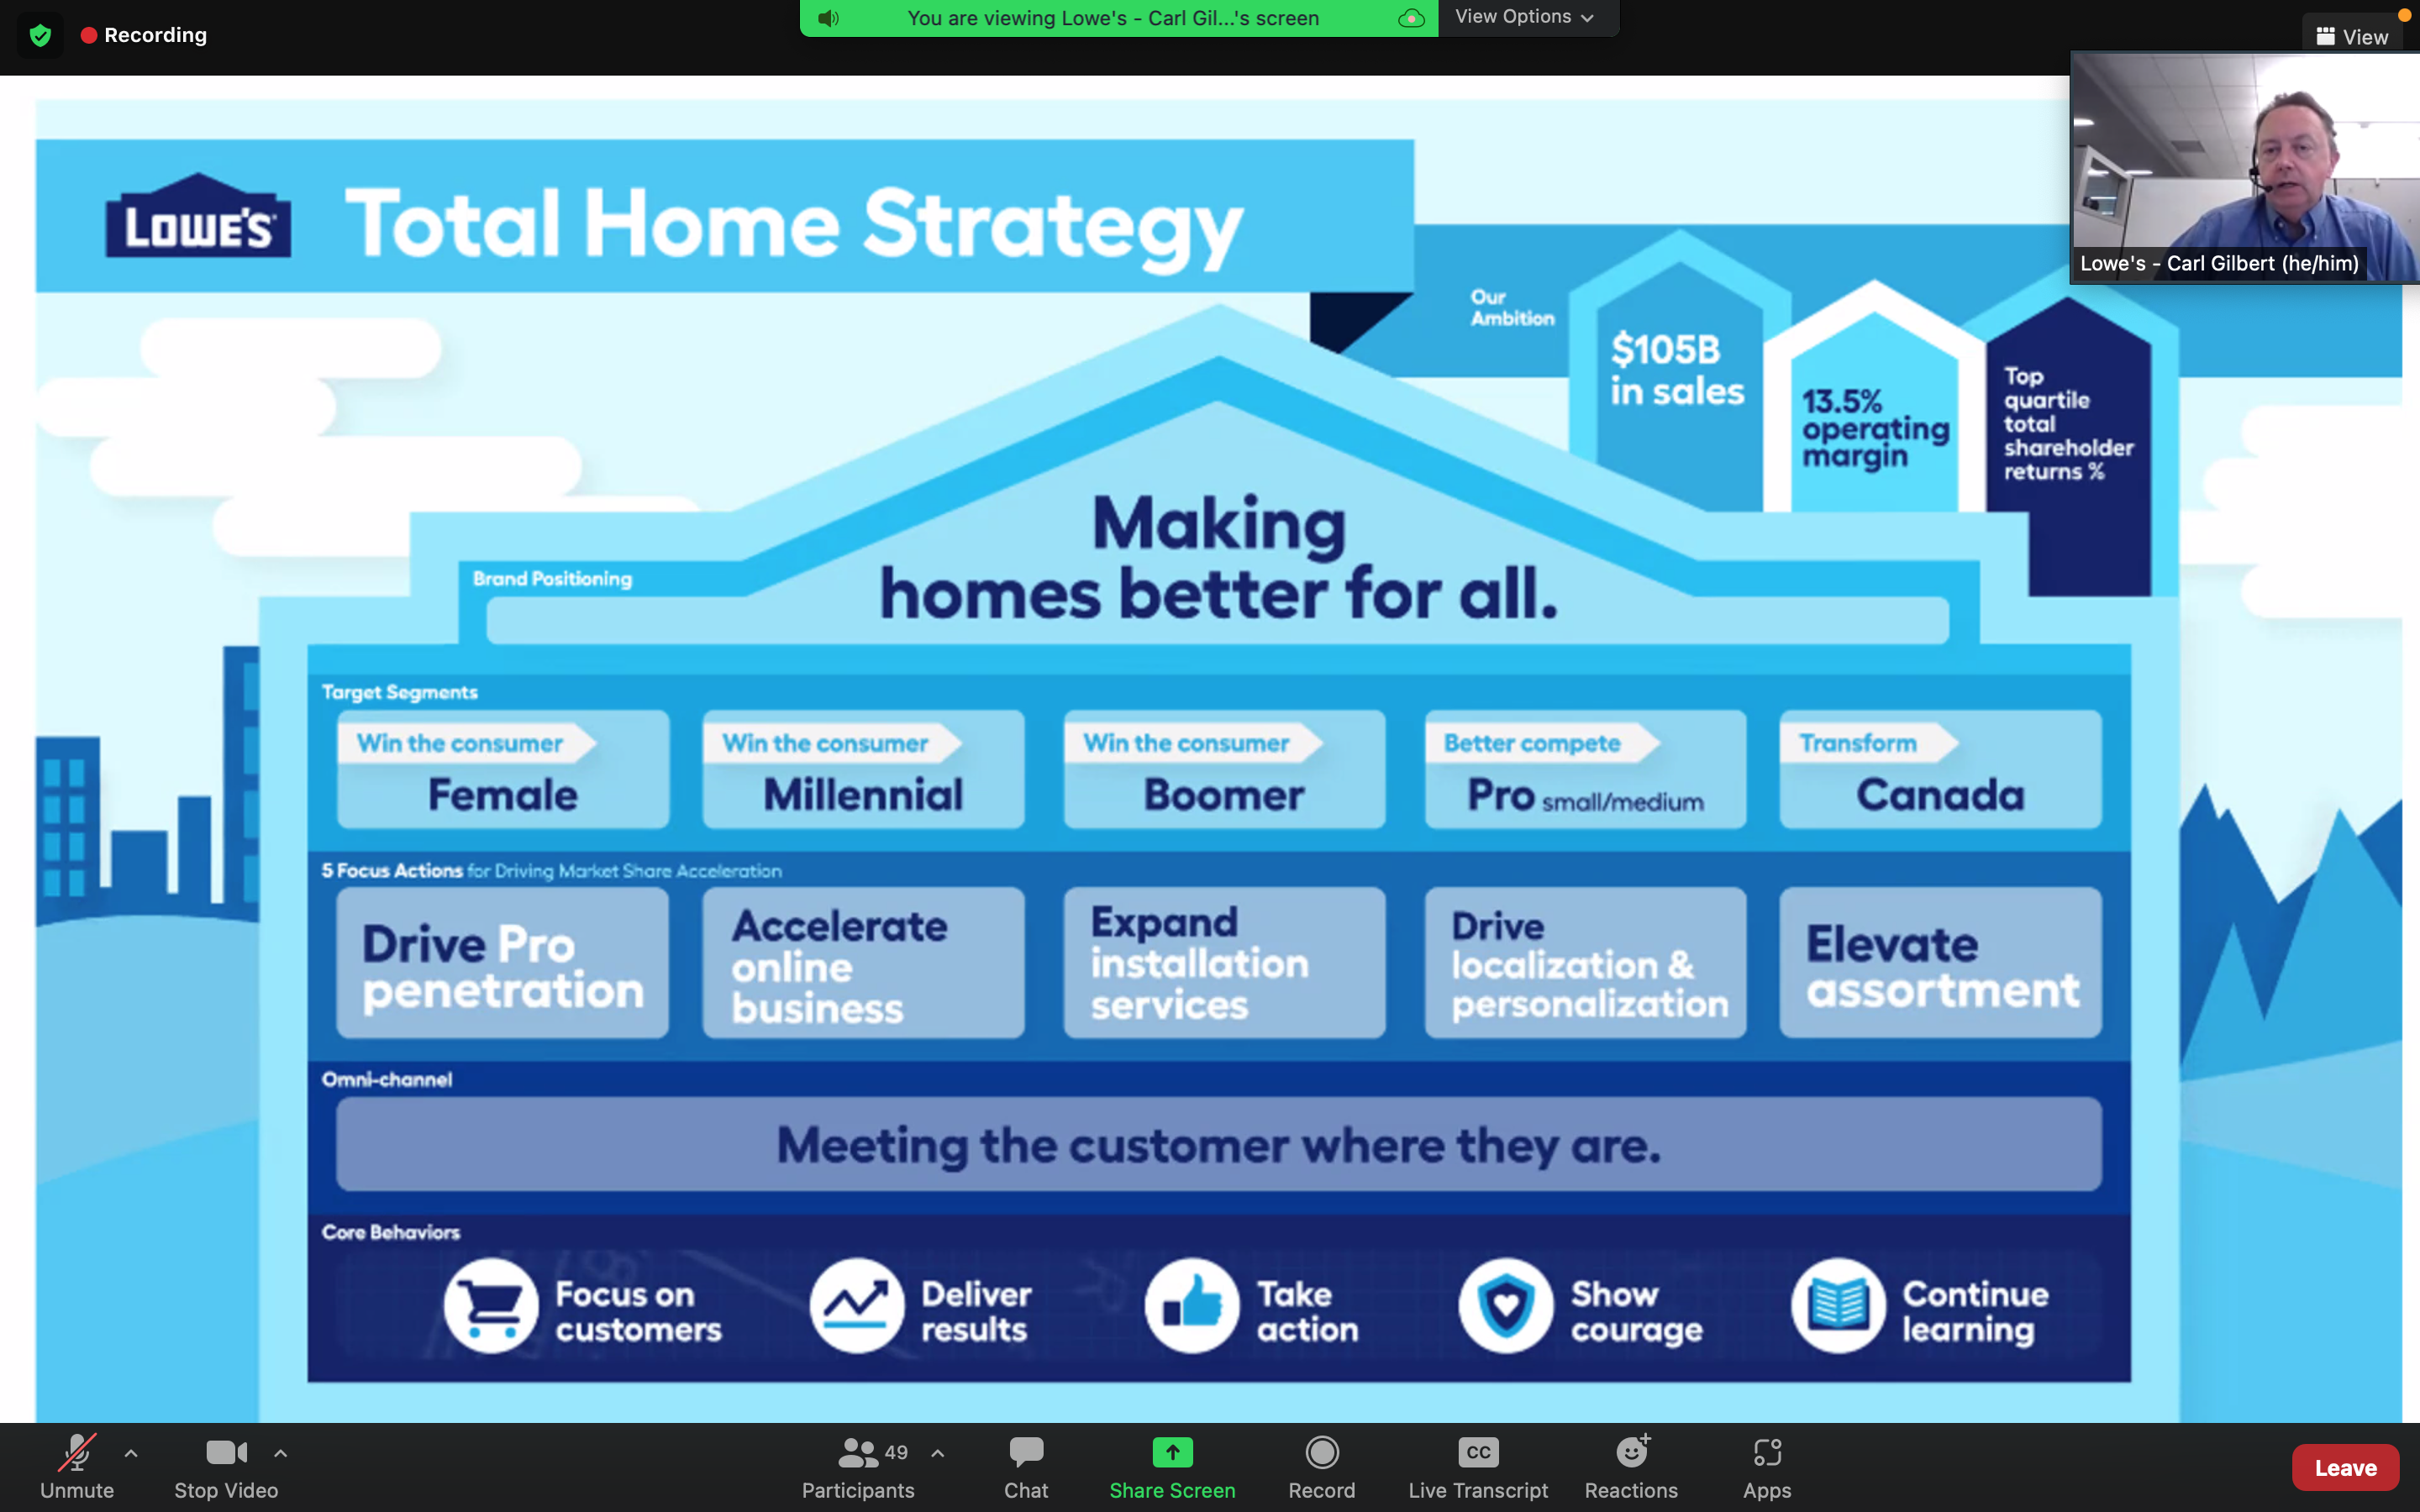 Recording
You are viewing Lowe's - Carl Gil...'s screen
View Options
View
Lowe's - Carl Gilbert (he/him)
LOWE'S
Total Home Strategy
Our
Ambition
$105B
in sales
13.5%
operating
margin
Top
quartile
total
shareholder
returns %
Making
homes better for all.
Brand Positioning
Target Segments
Win the consumer
Female
Win the consumer
Millennial
Win the consumer
Boomer
Better compete
Pro small/medium
Transform
Canada
5 Focus Actions for Driving Market Share Acceleration
Drive Pro
penetration
Accelerate
online
business
Expand
installation
services
Drive
localization &
personalization
Elevate
assortment
Omni-channel
Meeting the customer where they are.
Core Behaviors
Focus on
customers
Deliver
results
Take
action
Show
courage
Continue
learning
Unmute
Stop Video
49
Participants
Chat
Share Screen
Record
CC
Live Transcript
Reactions
Apps
Leave